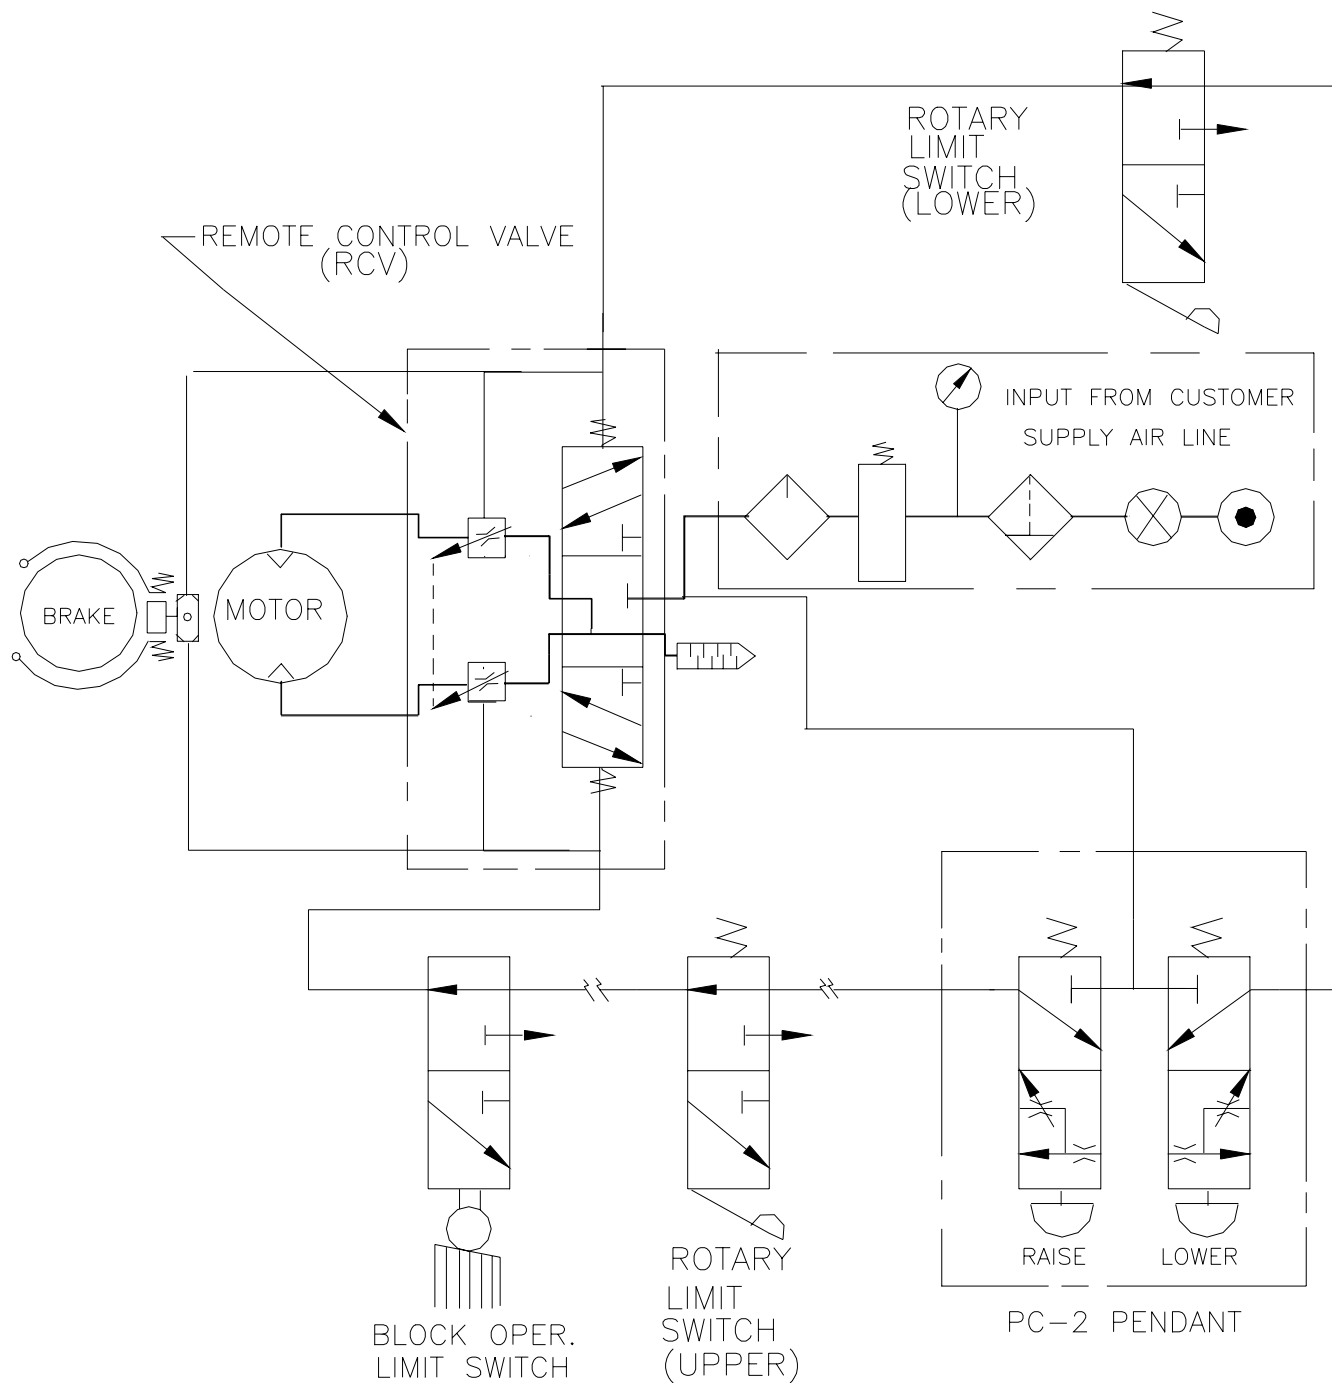 ROTARY
LIMIT
SWITCH
(LOWER)
REMOTE CONTROL VALVE
(RCV)
INPUT FROM CUSTOMER
SUPPLY AIR LINE
BRAKE
MOTOR
RAISE
LOWER
PC-2 PENDANT
ROTARY
LIMIT
SWITCH
(UPPER)
BLOCK OPER.
LIMIT SWITCH